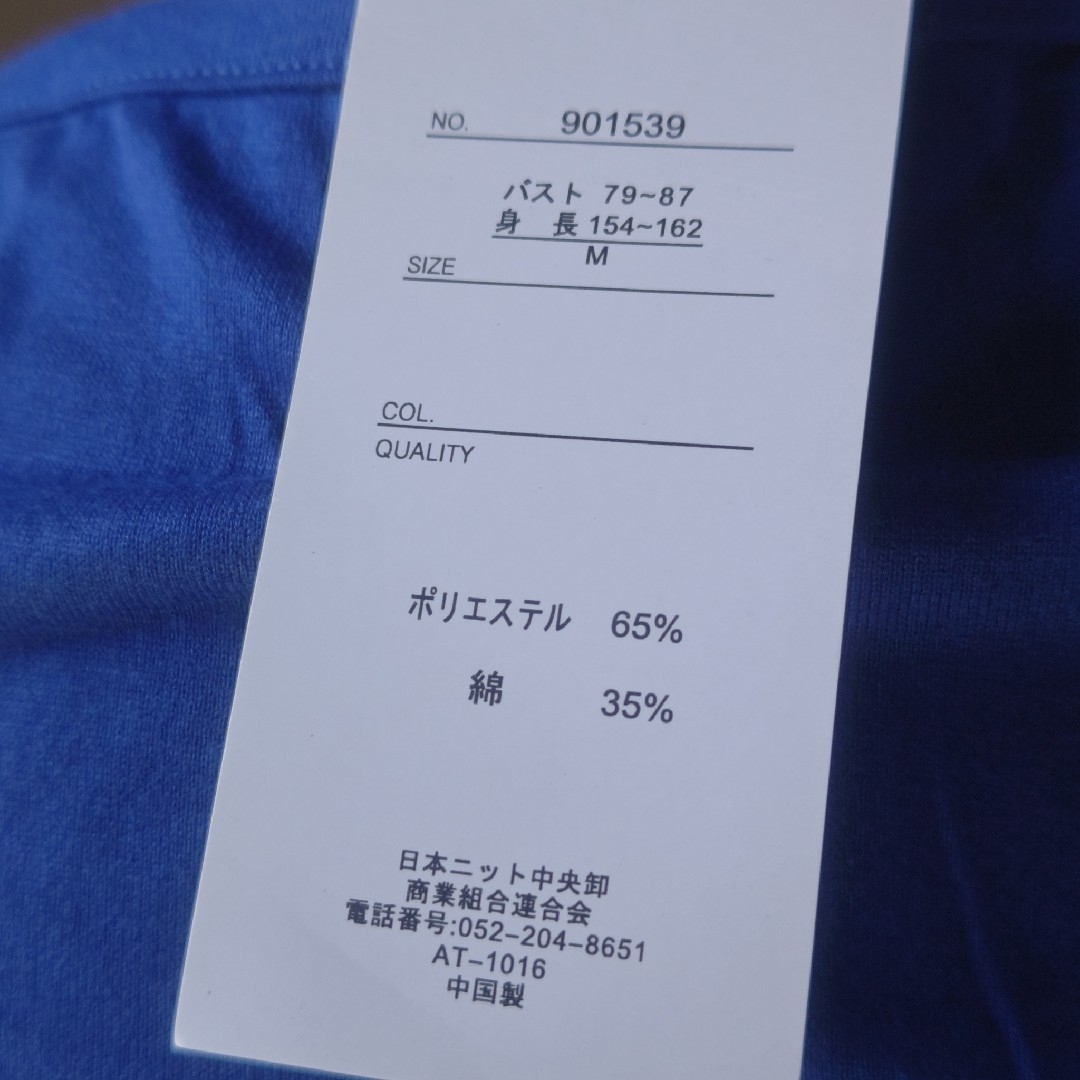 NO. 901539
バスト 79~87
身 長 154~162
SIZE M
COL.
QUALITY
ポリエステル 65%
綿 35%
日本ニット中央卸
商業組合連合会
電話番号:052-204-8651
AT-1016
中国製